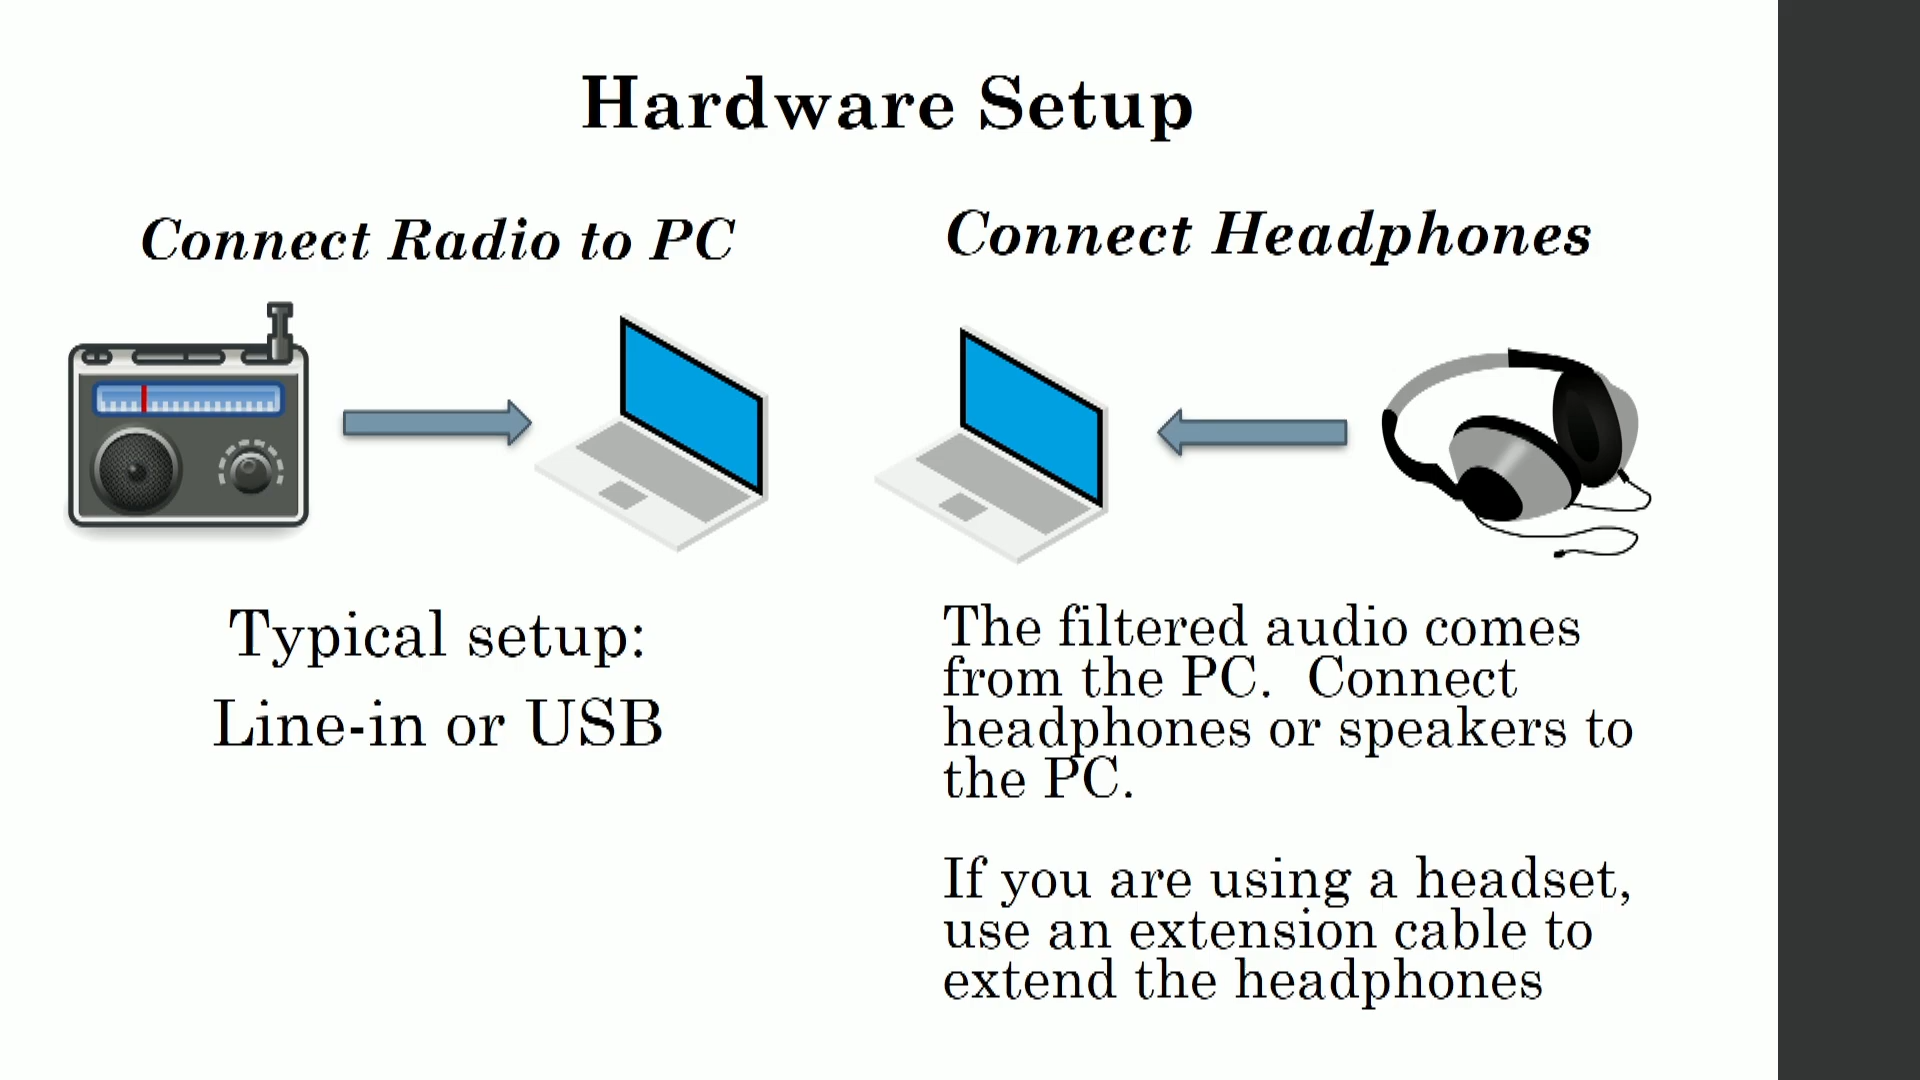 Hardware Setup
Connect Radio to PC
Typical setup:
Line-in or USB
Connect Headphones
The filtered audio comes
from the PC.  Connect
headphones or speakers to
the PC.
If you are using a headset,
use an extension cable to
extend the headphones